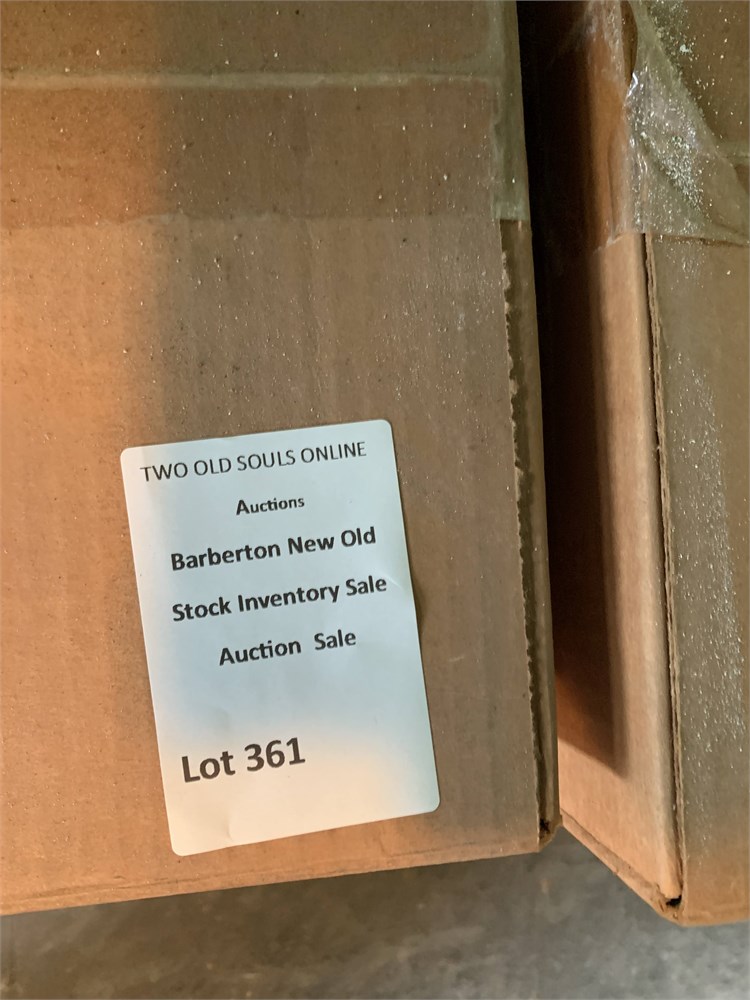 TWO OLD SOULS ONLINE
Auctions
Barberton New Old
Stock Inventory Sale
Auction Sale
Lot 361